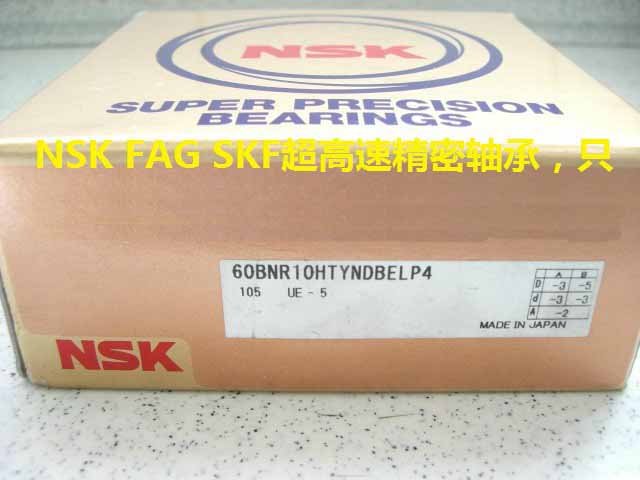 NSK
SUPER PRECISION
BEARINGS
NSK FAG SKF超高速精密轴承，只
60BNR10HTYNDBELP4
105 UE-5
A B
D -3 -5
d -3 -3
A -2
MADE IN JAPAN
NSK